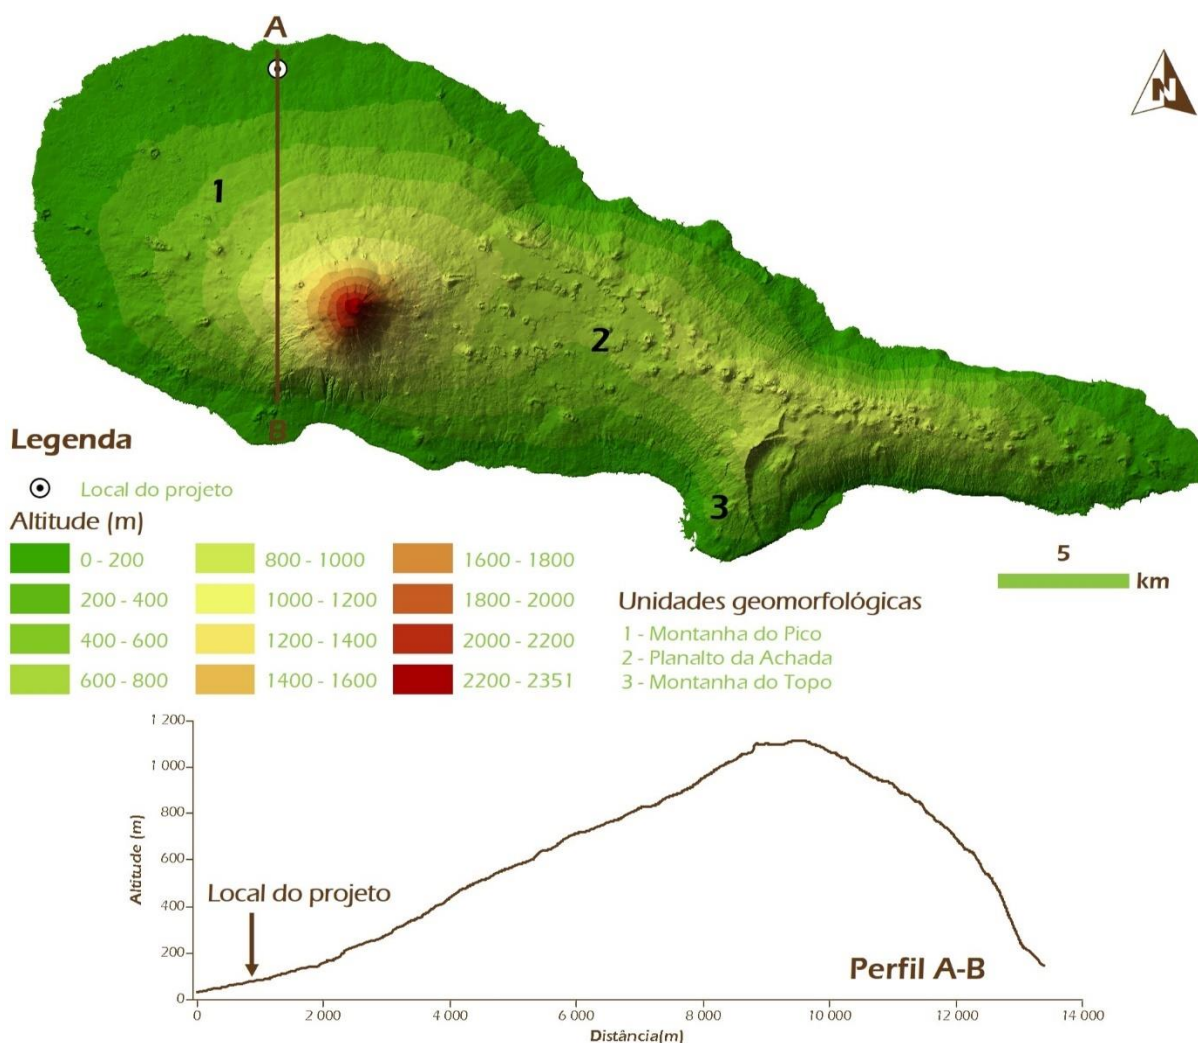 A
N
1
2
B
3
Legenda
Local do projeto
Altitude (m)
0 - 200
200 - 400
400 - 600
600 - 800
800 - 1000
1000 - 1200
1200 - 1400
1400 - 1600
1600 - 1800
1800 - 2000
2000 - 2200
2200 - 2351
5
km
Unidades geomorfológicas
1 - Montanha do Pico
2 - Planalto da Achada
3 - Montanha do Topo
1 200
1 000
800
600
400
200
0
Altitude (m)
Local do projeto
Perfil A-B
0
2 000
4 000
6 000
8 000
10 000
12 000
14 000
Distância(m)